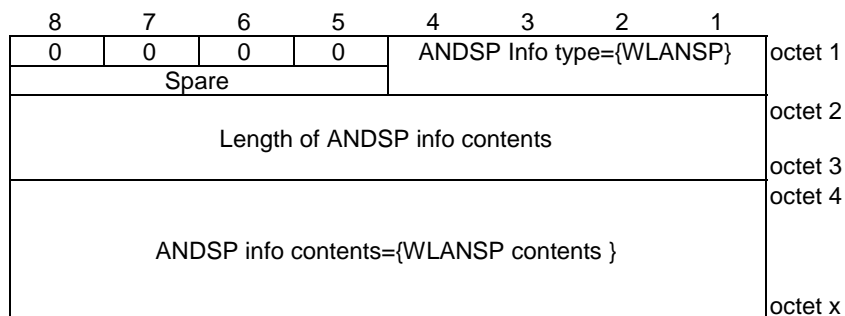 8 7 6 5 4 3 2 1
0 0 0 0 ANDSP Info type={WLANSP} octet 1
Spare
octet 2
Length of ANDSP info contents
octet 3
octet 4
ANDSP info contents={WLANSP contents }
octet x